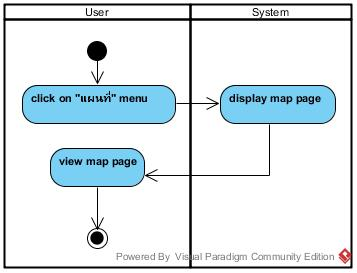 User
System
click on "แผนที่" menu
display map page
view map page
Powered By Visual Paradigm Community Edition